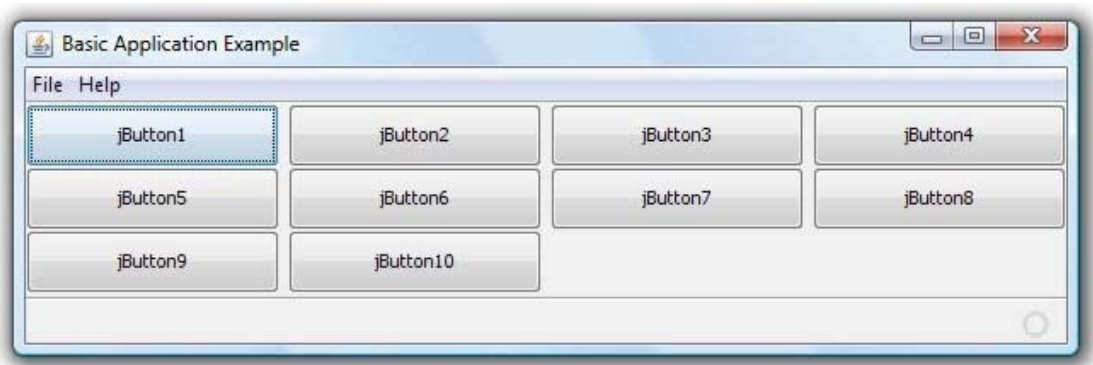 Basic Application Example
File Help
jButton1 jButton2 jButton3 jButton4
jButton5 jButton6 jButton7 jButton8
jButton9 jButton10